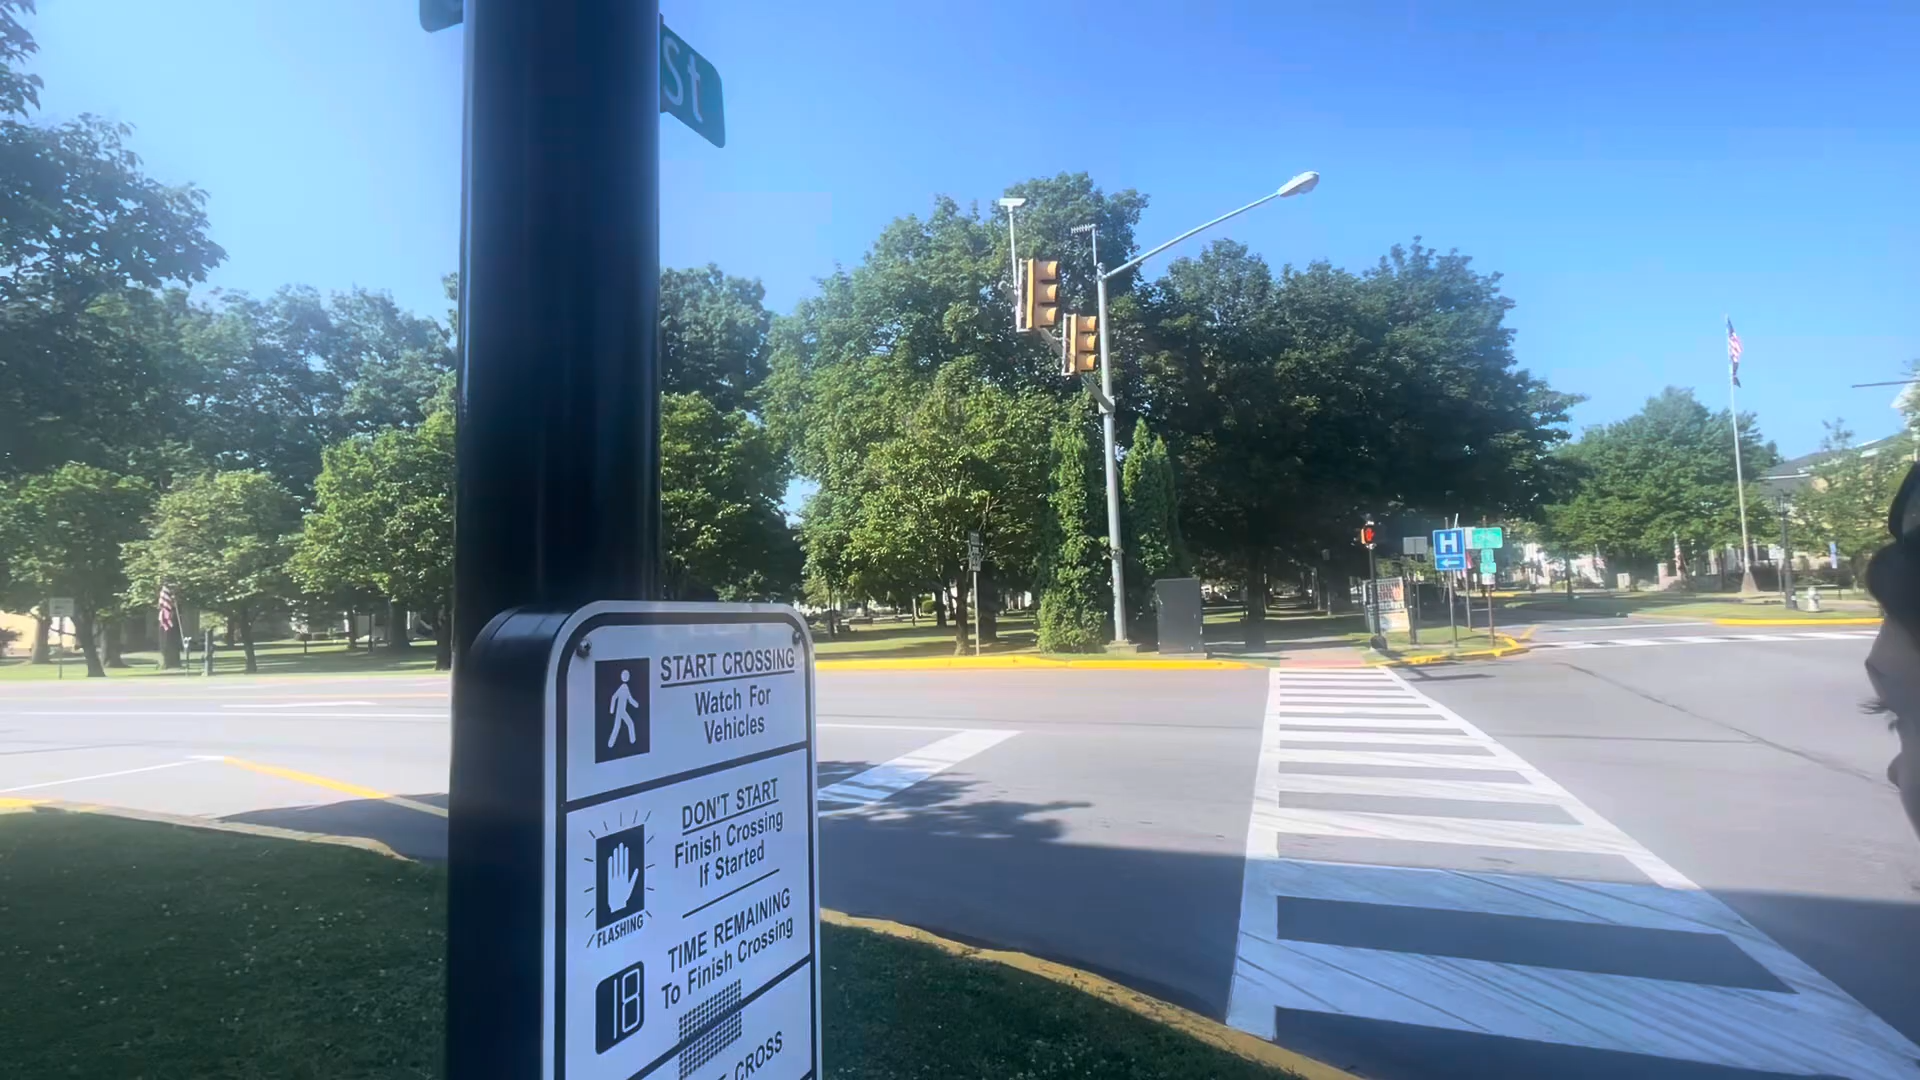 St
START CROSSING
Watch For
Vehicles
DON'T START
Finish Crossing
If Started
FLASHING
TIME REMAINING
To Finish Crossing
18
CROSS
H